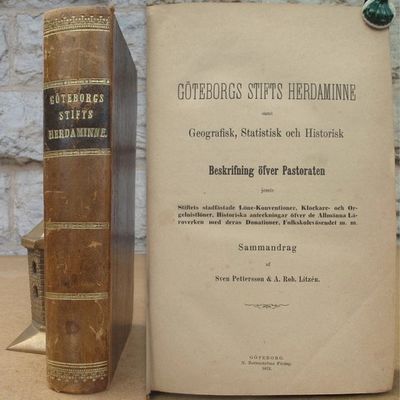 GÖTEBORGS
STIFTS
HERDAMINNE.
GÖTEBORGS STIFTS HERDAMINNE
samt
Geografisk, Statistisk och Historisk
Beskrifning öfver Pastoraten
jemte
Stiftets stadfästade Löne-Konventioner, Klockare- och Or-
gelnistlöner, Historiska anteckningar öfver de Allmänna Lä-
roverken med deras Donationer, Folkskoleväsendet m. m.
Sammandrag
af
Sven Pettersson & A. Rob. Litzén.
GÖTEBORG.